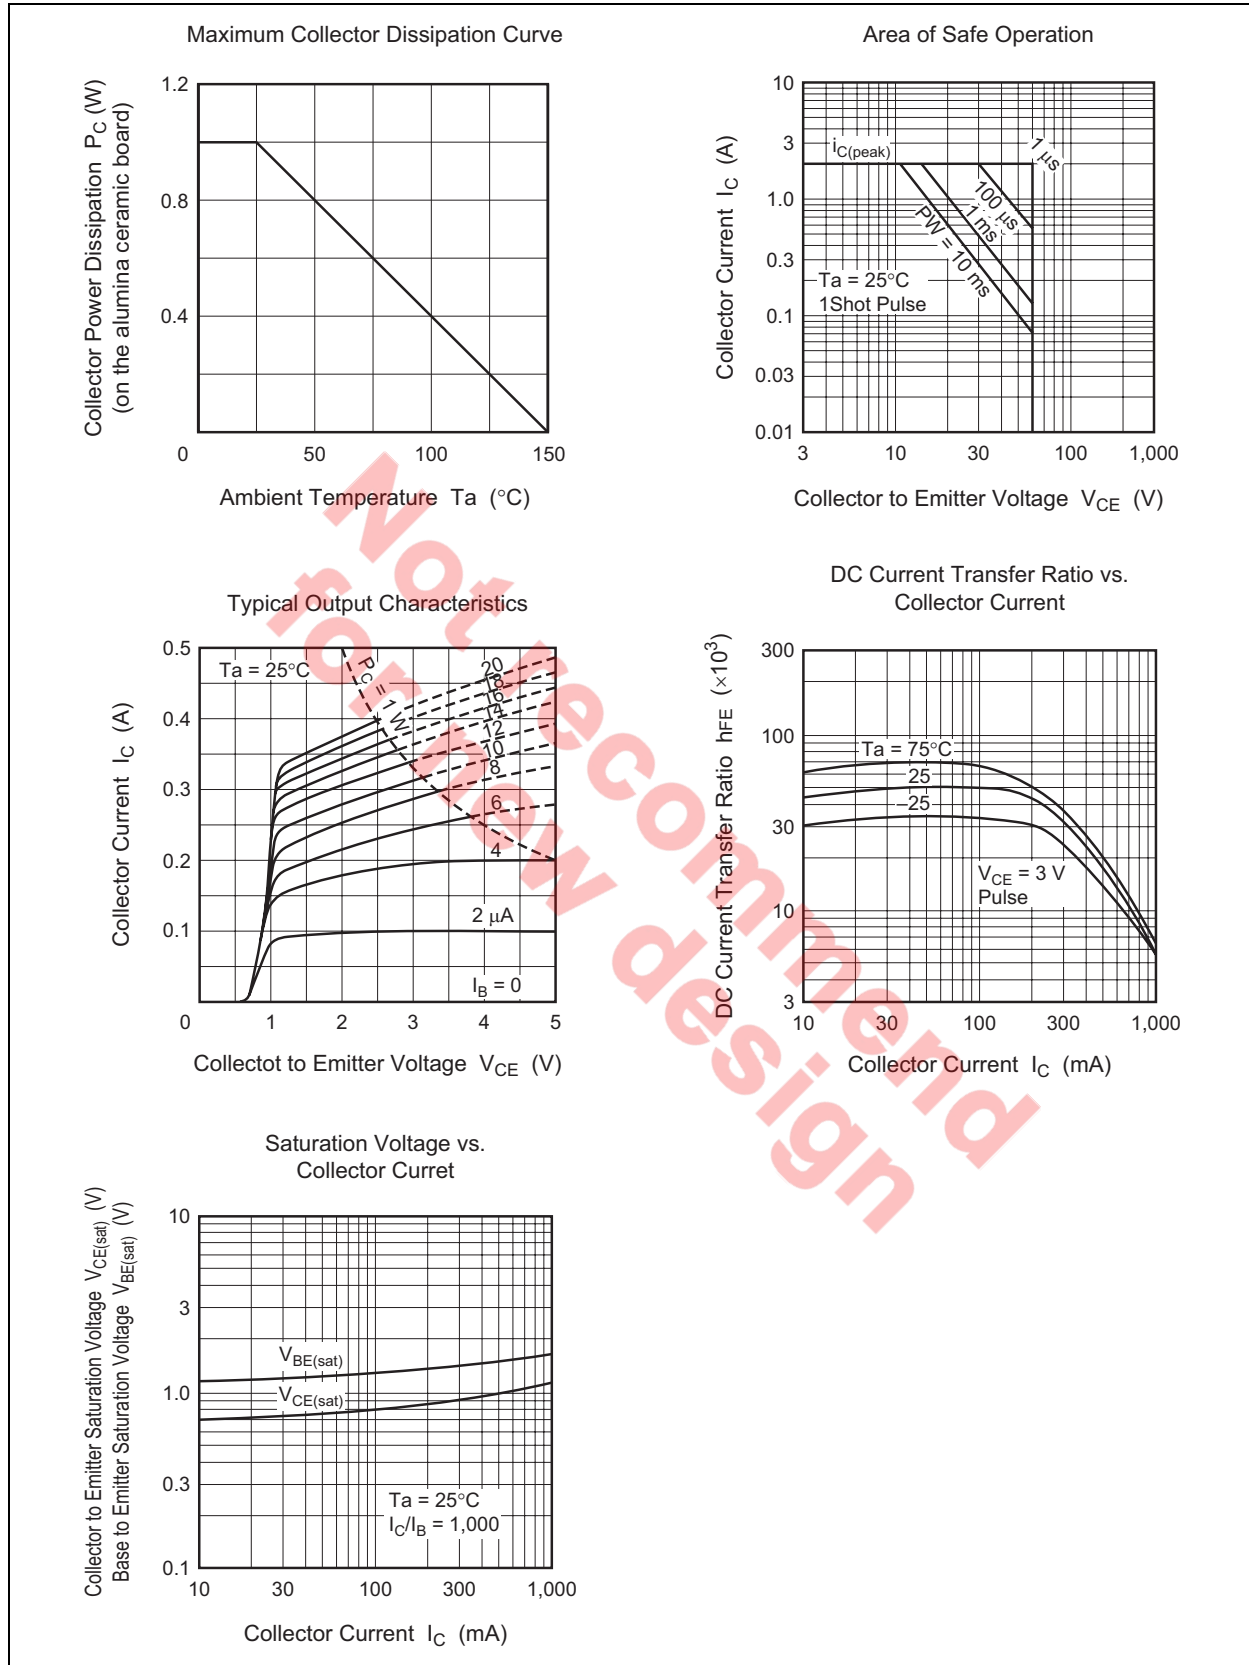 Maximum Collector Dissipation Curve
Collector Power Dissipation PC (W)
(on the alumina ceramic board)
1.2
0.8
0.4
0
50
100
150
Ambient Temperature Ta (°C)
Area of Safe Operation
Collector Current IC (A)
10
3
1.0
0.3
0.1
0.03
0.01
iC(peak)
1 μs
100 μs
1 ms
PW = 10 ms
Ta = 25°C
1Shot Pulse
3
10
30
100
300
1,000
Collector to Emitter Voltage VCE (V)
Typical Output Characteristics
Collector Current IC (A)
0.5
0.4
0.3
0.2
0.1
Ta = 25°C
PC = 1 W
20
18
16
14
12
10
8
6
4
2 μA
IB = 0
0
1
2
3
4
5
Collectot to Emitter Voltage VCE (V)
DC Current Transfer Ratio vs.
Collector Current
DC Current Transfer Ratio hFE (×10³)
300
100
30
10
3
Ta = 75°C
25
–25
VCE = 3 V
Pulse
10
30
100
300
1,000
Collector Current IC (mA)
Saturation Voltage vs.
Collector Curret
Collector to Emitter Saturation Voltage VCE(sat) (V)
Base to Emitter Saturation Voltage VBE(sat) (V)
10
3
1.0
0.3
0.1
VBE(sat)
VCE(sat)
Ta = 25°C
IC/IB = 1,000
10
30
100
300
1,000
Collector Current IC (mA)
Not recommend
for new design